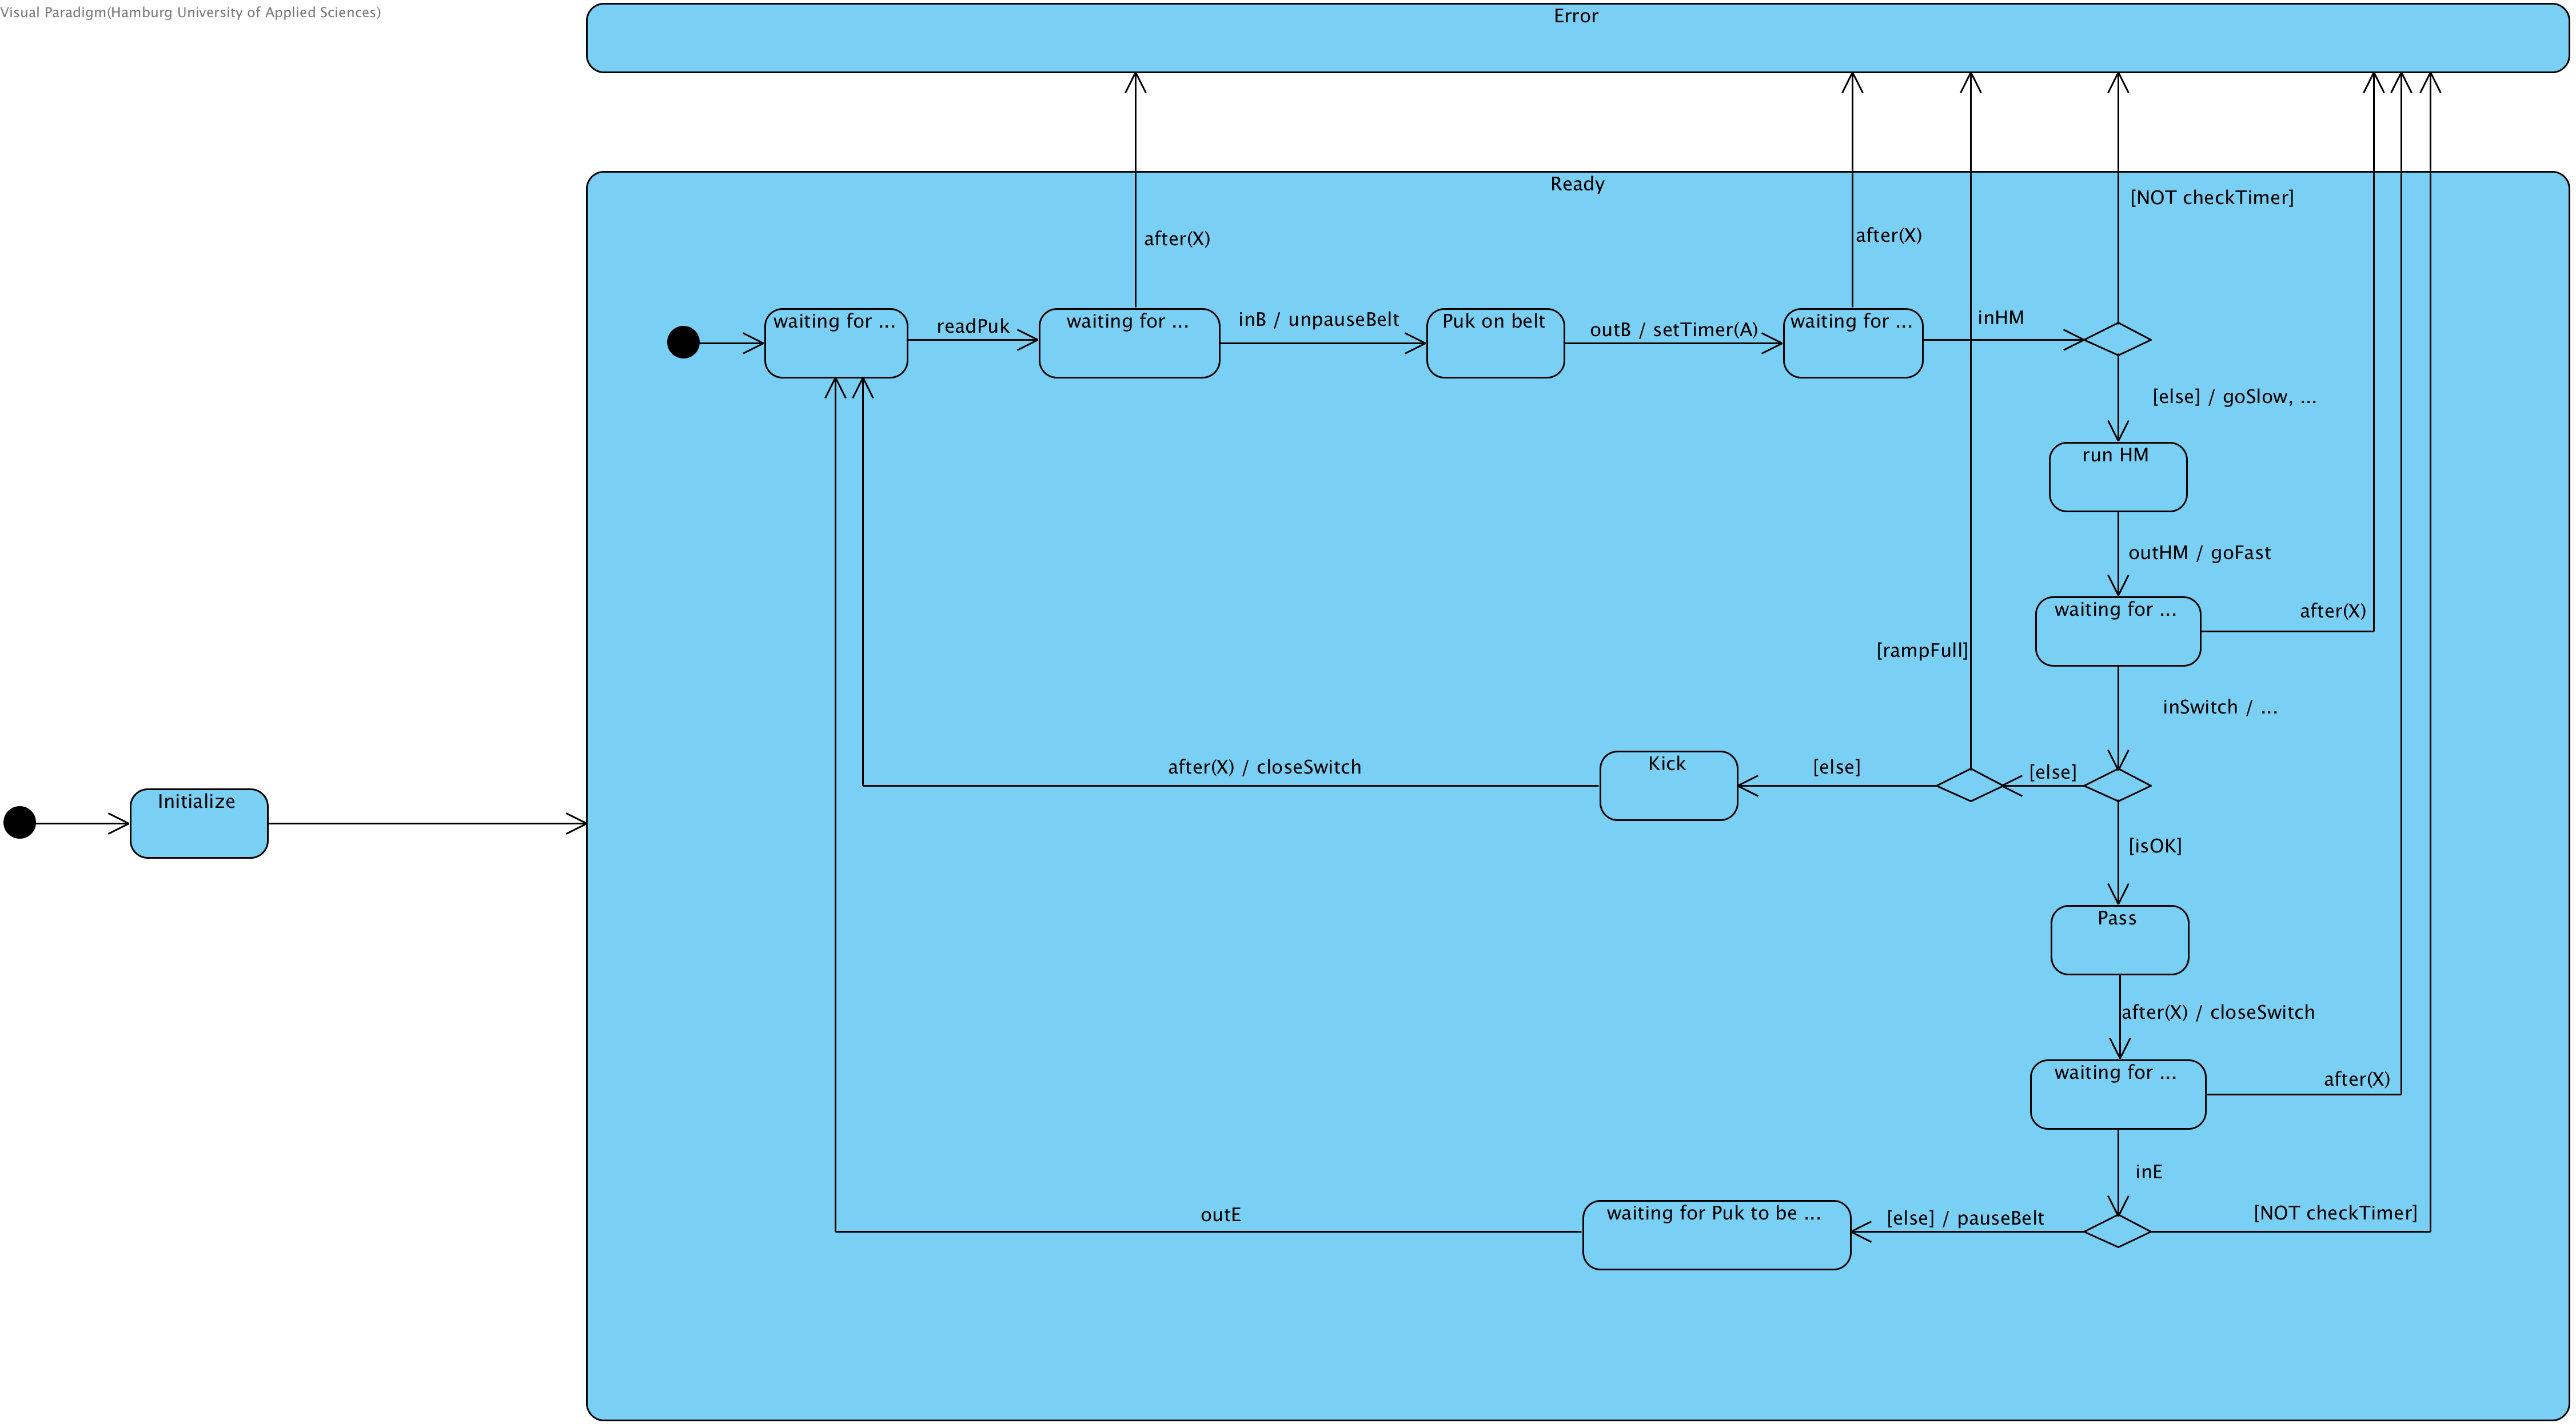 Visual Paradigm(Hamburg University of Applied Sciences)
Error
Ready
[NOT checkTimer]
after(X)
after(X)
waiting for ...
readPuk
waiting for ...
inB / unpauseBelt
Puk on belt
outB / setTimer(A)
waiting for ...
inHM
[else] / goSlow, ...
run HM
outHM / goFast
waiting for ...
after(X)
[rampFull]
inSwitch / ...
after(X) / closeSwitch
Kick
[else]
[else]
Initialize
[isOK]
Pass
after(X) / closeSwitch
waiting for ...
after(X)
inE
outE
waiting for Puk to be ...
[else] / pauseBelt
[NOT checkTimer]